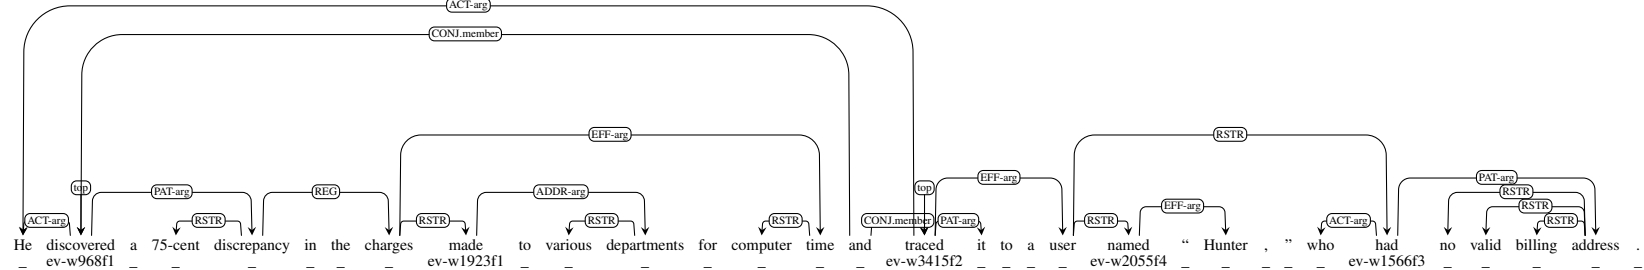 ACT-arg
CONJ.member
EFF-arg RSTR
top PAT-arg REG ADDR-arg top EFF-arg PAT-arg
RSTR
EFF-arg RSTR
ACT-arg RSTR RSTR RSTR RSTR CONJ.member PAT-arg RSTR ACT-arg RSTR
He discovered a 75-cent discrepancy in the charges made to various departments for computer time and traced it to a user named “ Hunter , ” who had no valid billing address .
_ ev-w968f1 _ _ _ _ _ _ ev-w1923f1 _ _ _ _ _ _ _ ev-w3415f2 _ _ _ _ ev-w2055f4 _ _ _ _ _ ev-w1566f3 _ _ _ _ _